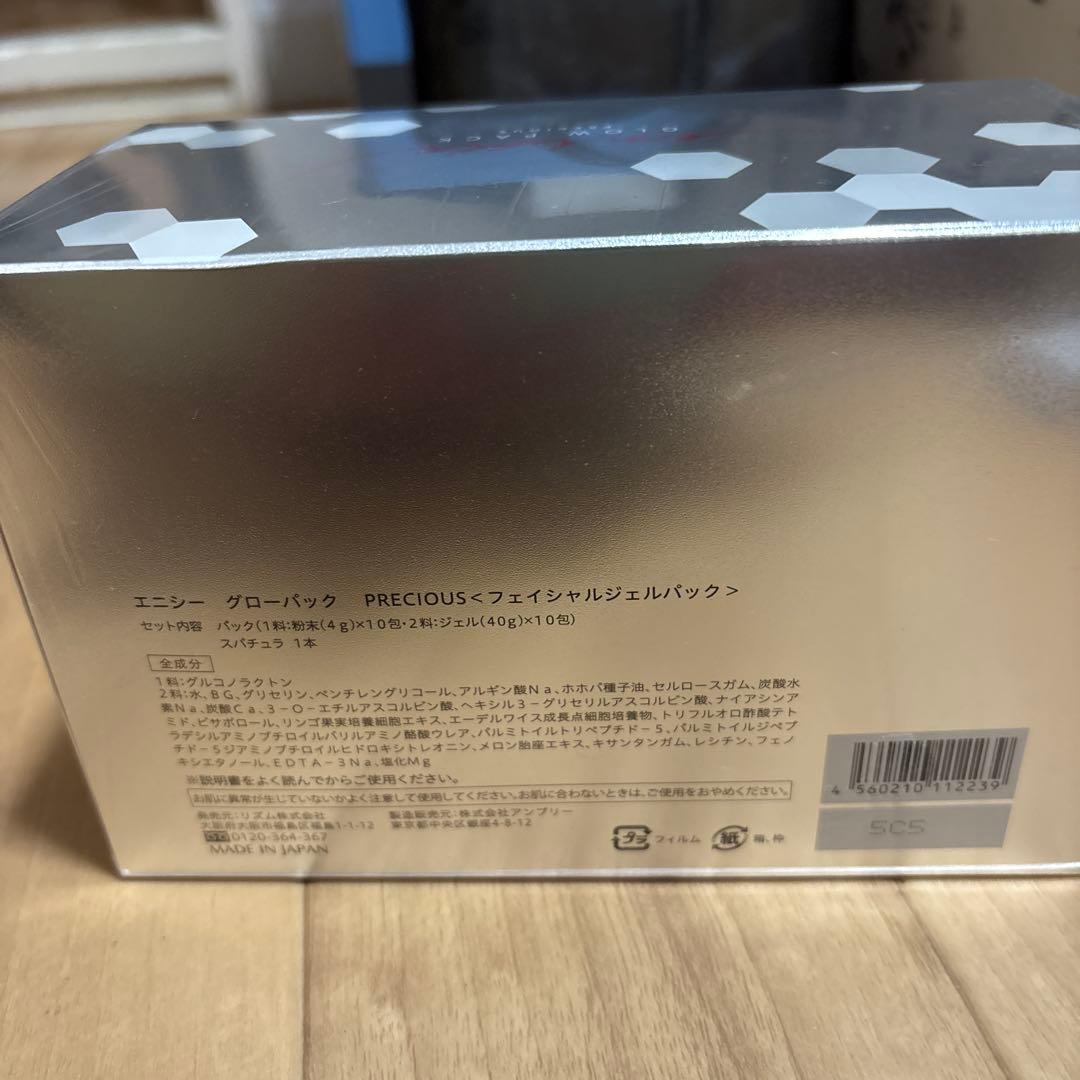 エニシー グローパック PRECIOUS<フェイシャルジェルパック>
セット内容 パック(1料:粉末(4g)×10包・2料:ジェル(40g)×10包)
スパチュラ 1本
全成分
1料:グルコノラクトン
2料:水、BG、グリセリン、ペンチレングリコール、アルギン酸Na、ホホバ種子油、セルロースガム、炭酸水
素Na、炭酸Ca、3-O-エチルアスコルビン酸、ヘキシル3-グリセリルアスコルビン酸、ナイアシンア
ミド、ビサボロール、リンゴ果実培養細胞エキス、エーデルワイス成長点細胞培養物、トリフルオロ酢酸テト
ラデシルアミノブチロイルバリルアミノ酪酸ウレア、パルミトイルトリペプチド-5、パルミトイルジペプ
チド-5ジアミノブチロイルヒドロキシトレオニン、メロン胎座エキス、キサンタンガム、レシチン、フェノ
キシエタノール、EDTA-3Na、塩化Mg
※説明書をよく読んでからご使用ください。
お肌に異常が生じていないかよく注意して使用してください。お肌に合わないときは、ご使用をおやめください。
発売元:リズム株式会社 製造販売元:株式会社アンブリー
大阪府大阪市福島区福島1-1-12 東京都中央区銀座4-8-12
0120-364-367
MADE IN JAPAN
プラ フィルム 紙 箱、枠
4 560210 112239
5C5